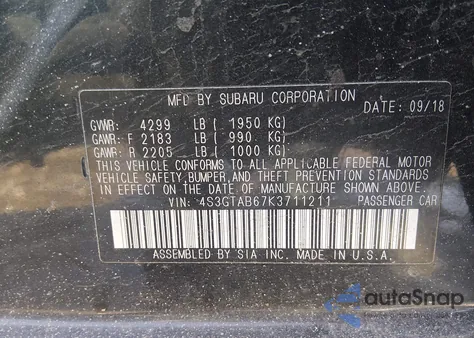 MFD BY SUBARU CORPORATION
DATE: 09/18
GVWR: 4299 LB ( 1950 KG)
GAWR: F 2183 LB ( 990 KG)
GAWR: R 2205 LB ( 1000 KG)
THIS VEHICLE CONFORMS TO ALL APPLICABLE FEDERAL MOTOR
VEHICLE SAFETY,BUMPER,AND THEFT PREVENTION STANDARDS
IN EFFECT ON THE DATE OF MANUFACTURE SHOWN ABOVE.
VIN: 4S3GTAB67K3711211 PASSENGER CAR
ASSEMBLED BY SIA INC. MADE IN U.S.A.
autoSnap